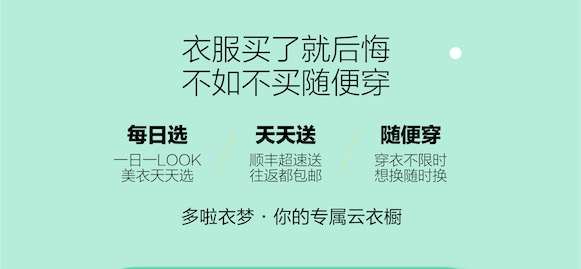 衣服买了就后悔
不如不买随便穿
每日选
天天送
随便穿
一日一LOOK
美衣天天选
顺丰超速送
往返都包邮
穿衣不限时
想换随时换
多啦衣梦·你的专属云衣橱